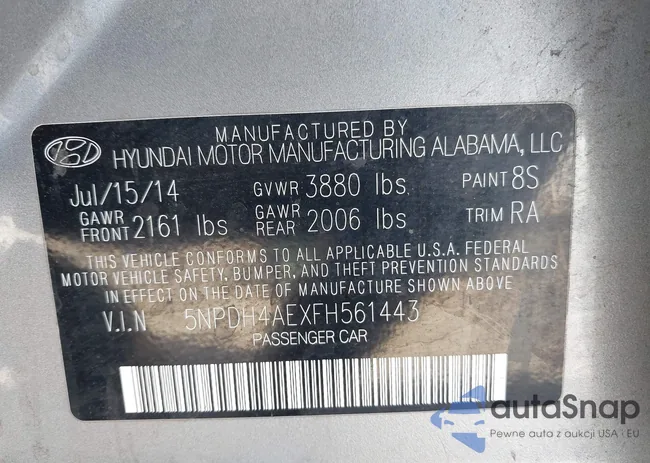 MANUFACTURED BY
HYUNDAI MOTOR MANUFACTURING ALABAMA, LLC
Jul/15/14 GVWR 3880 lbs. PAINT 8S
GAWR FRONT 2161 lbs GAWR REAR 2006 lbs TRIM RA
THIS VEHICLE CONFORMS TO ALL APPLICABLE U.S.A. FEDERAL
MOTOR VEHICLE SAFETY, BUMPER, AND THEFT PREVENTION STANDARDS
IN EFFECT ON THE DATE OF MANUFACTURE SHOWN ABOVE
V.I.N 5NPDH4AEXFH561443
PASSENGER CAR
autoSnap
Pewne auta z aukcji USA - EU